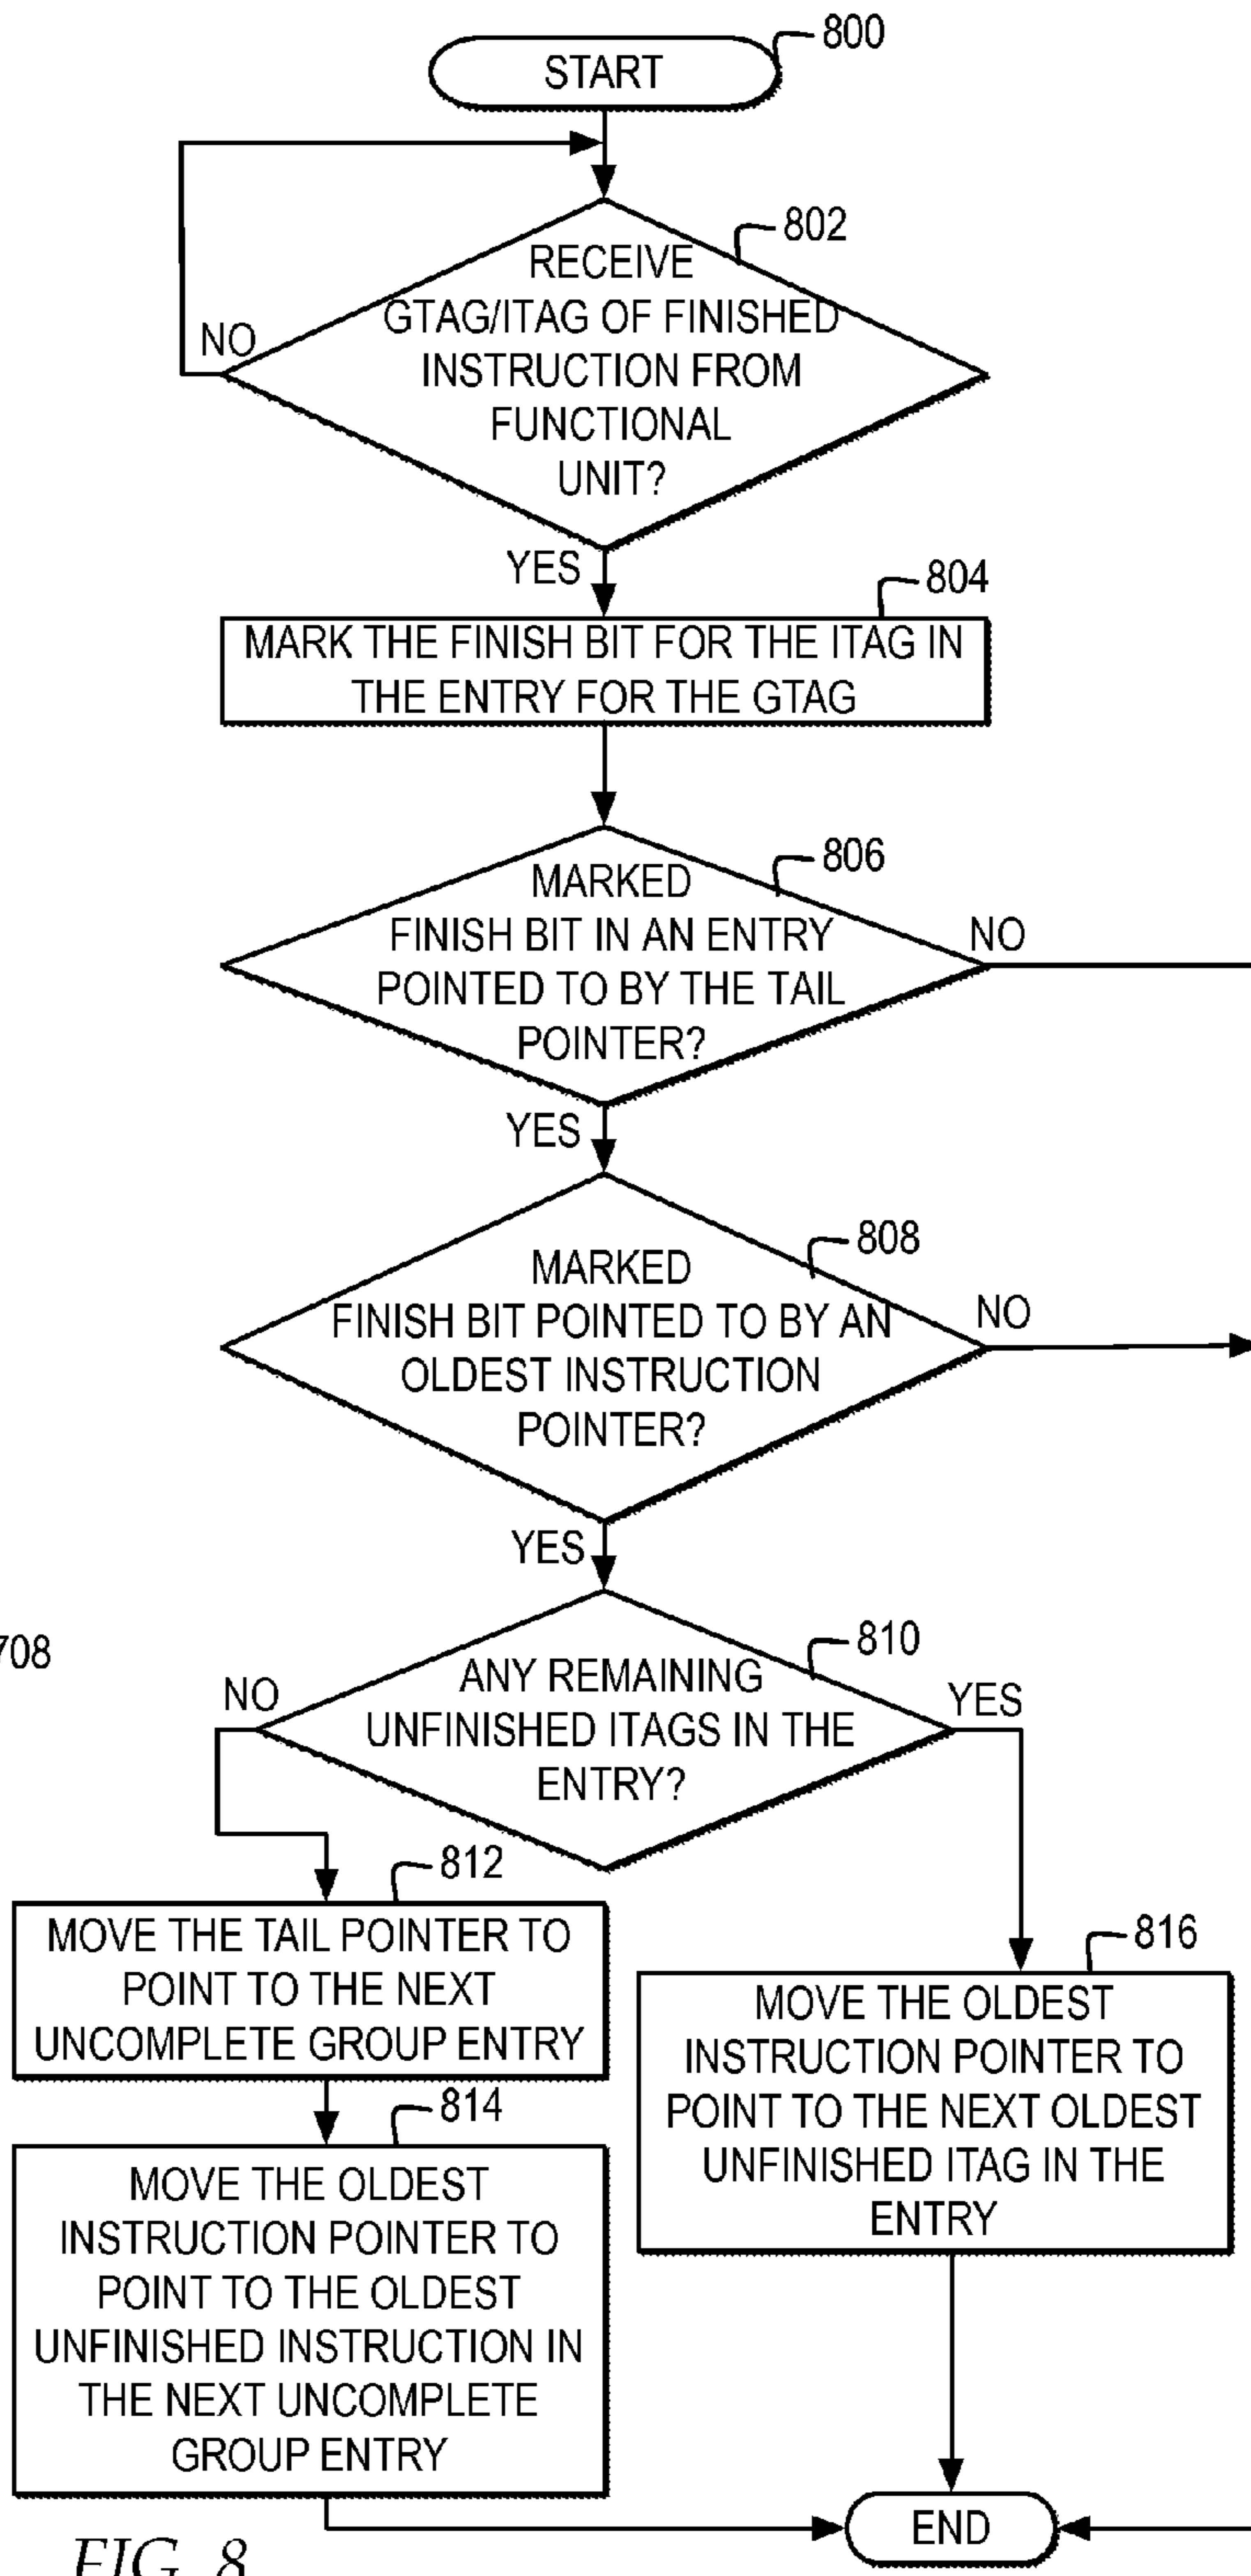 800
START
802
RECEIVE
GTAG/ITAG OF FINISHED
INSTRUCTION FROM
FUNCTIONAL
UNIT?
NO
YES
804
MARK THE FINISH BIT FOR THE ITAG IN
THE ENTRY FOR THE GTAG
806
MARKED
FINISH BIT IN AN ENTRY
POINTED TO BY THE TAIL
POINTER?
NO
YES
808
MARKED
FINISH BIT POINTED TO BY AN
OLDEST INSTRUCTION
POINTER?
NO
YES
708
810
ANY REMAINING
UNFINISHED ITAGS IN THE
ENTRY?
NO
YES
812
MOVE THE TAIL POINTER TO
POINT TO THE NEXT
UNCOMPLETE GROUP ENTRY
816
MOVE THE OLDEST
INSTRUCTION POINTER TO
POINT TO THE NEXT OLDEST
UNFINISHED ITAG IN THE
ENTRY
814
MOVE THE OLDEST
INSTRUCTION POINTER TO
POINT TO THE OLDEST
UNFINISHED INSTRUCTION IN
THE NEXT UNCOMPLETE
GROUP ENTRY
END
FIG. 8